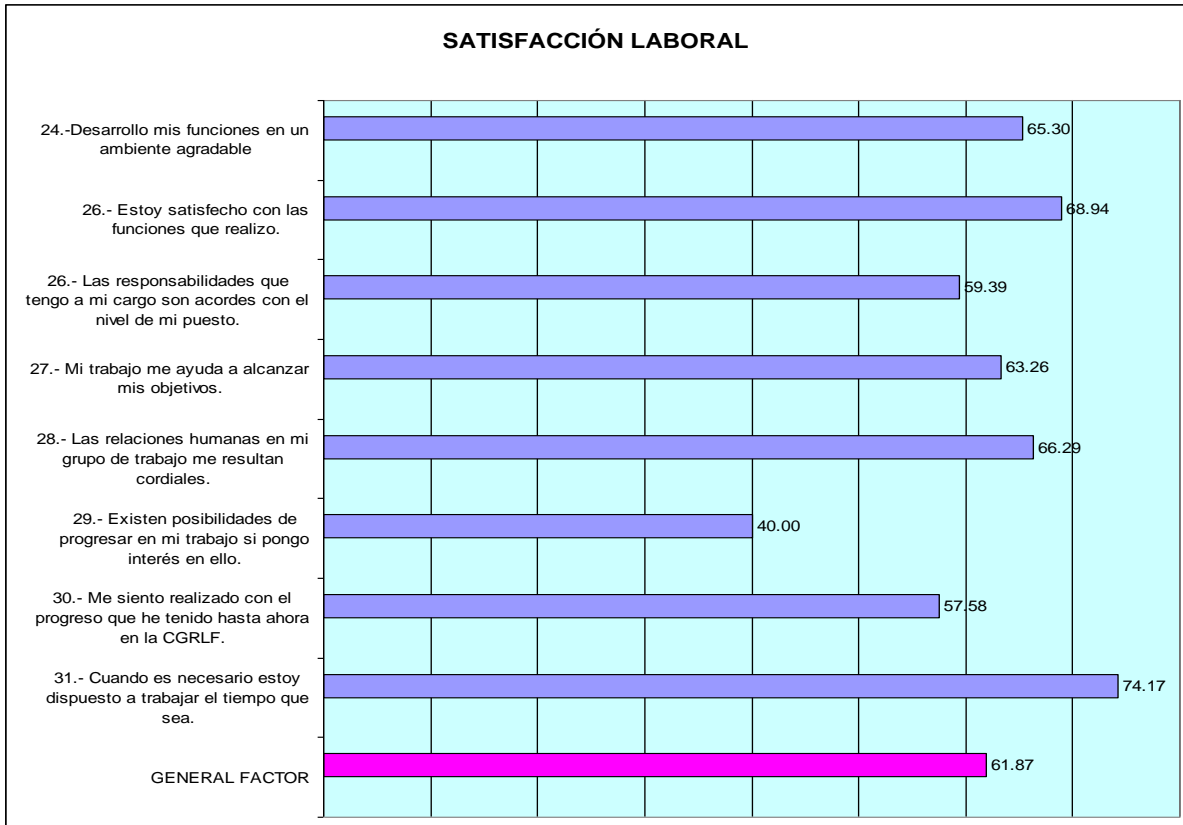 SATISFACCIÓN LABORAL
24.-Desarrollo mis funciones en un
ambiente agradable
65.30
26.- Estoy satisfecho con las
funciones que realizo.
68.94
26.- Las responsabilidades que
tengo a mi cargo son acordes con el
nivel de mi puesto.
59.39
27.- Mi trabajo me ayuda a alcanzar
mis objetivos.
63.26
28.- Las relaciones humanas en mi
grupo de trabajo me resultan
cordiales.
66.29
29.- Existen posibilidades de
progresar en mi trabajo si pongo
interés en ello.
40.00
30.- Me siento realizado con el
progreso que he tenido hasta ahora
en la CGRLF.
57.58
31.- Cuando es necesario estoy
dispuesto a trabajar el tiempo que
sea.
74.17
GENERAL FACTOR
61.87